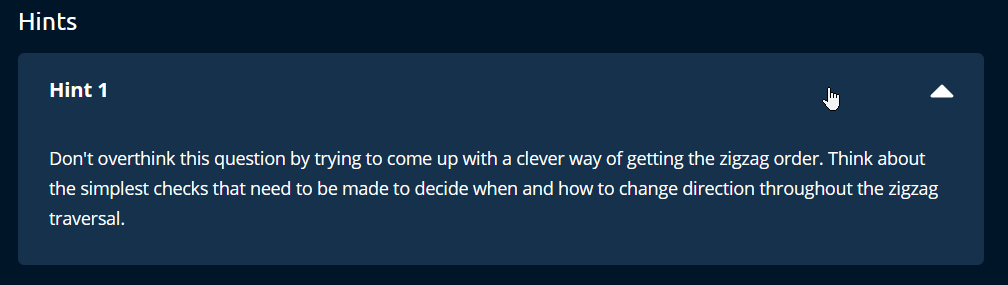 Hints
Hint 1
Don't overthink this question by trying to come up with a clever way of getting the zigzag order. Think about
the simplest checks that need to be made to decide when and how to change direction throughout the zigzag
traversal.